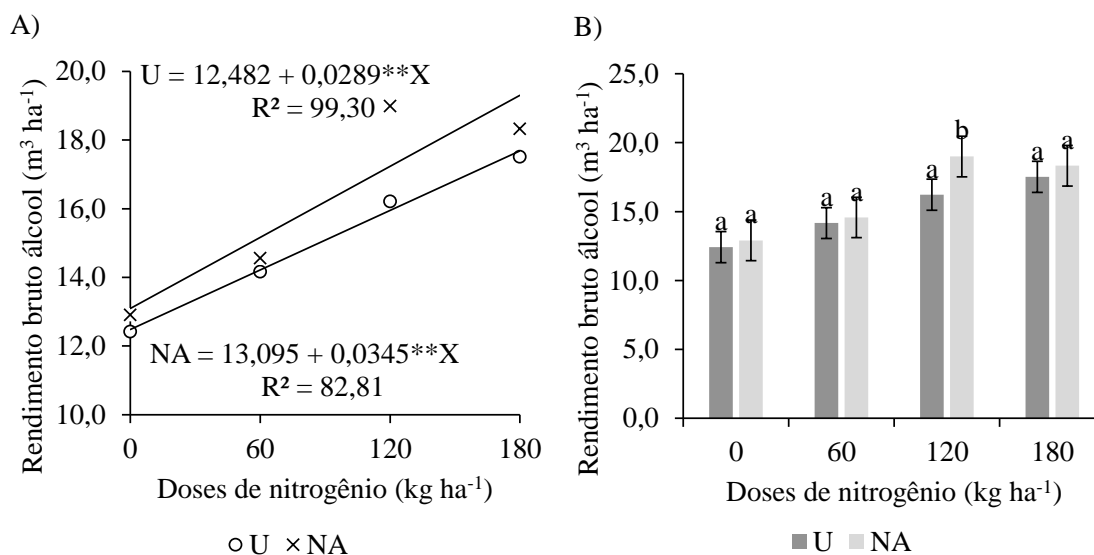 A)
Rendimento bruto álcool (m³ ha⁻¹)
20,0
18,0
16,0
14,0
12,0
10,0
U = 12,482 + 0,0289**X
R² = 99,30
NA = 13,095 + 0,0345**X
R² = 82,81
0 60 120 180
Doses de nitrogênio (kg ha⁻¹)
U NA
B)
Rendimento bruto álcool (m³ ha⁻¹)
25,0
20,0
15,0
10,0
5,0
0,0
a a a a a b a a
0 60 120 180
Doses de nitrogênio (kg ha⁻¹)
U NA